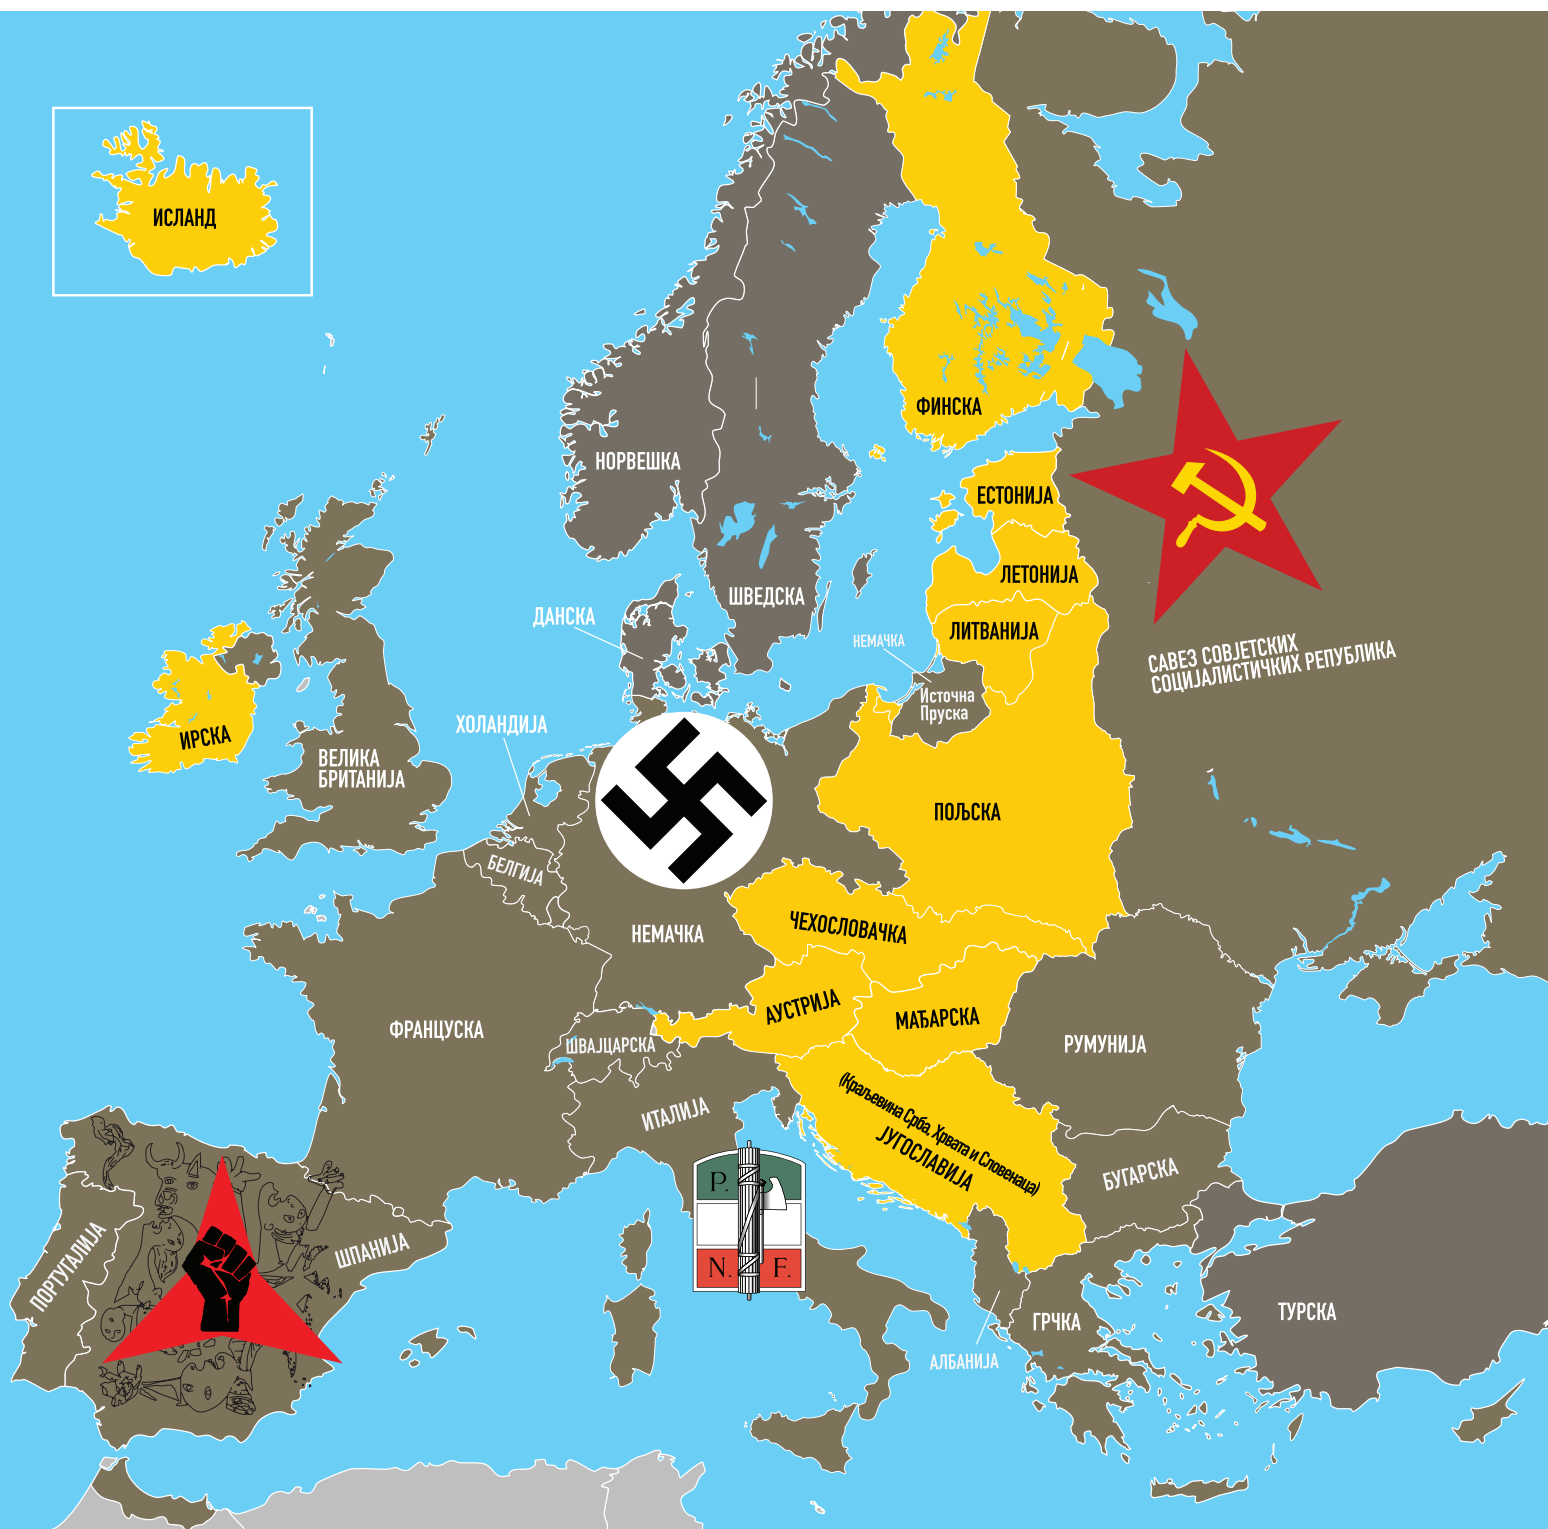 ИСЛАНД
ФИНСКА
НОРВЕШКА
ЕСТОНИЈА
ЛЕТОНИЈА
ШВЕДСКА
ДАНСКА
ЛИТВАНИЈА
НЕМАЧКА
САВЕЗ СОВЈЕТСКИХ
СОЦИЈАЛИСТИЧКИХ РЕПУБЛИКА
Источна
Пруска
ХОЛАНДИЈА
ИРСКА
ВЕЛИКА
БРИТАНИЈА
ПОЉСКА
БЕЛГИЈА
НЕМАЧКА
ЧЕХОСЛОВАЧКА
АУСТРИЈА
МАЂАРСКА
ФРАНЦУСКА
ШВАЈЦАРСКА
РУМУНИЈА
ИТАЛИЈА
(Краљевина Срба, Хрвата и Словенаца)
ЈУГОСЛАВИЈА
БУГАРСКА
P.
N. F.
ПОРТУГАЛИЈА
ШПАНИЈА
ГРЧКА
ТУРСКА
АЛБАНИЈА